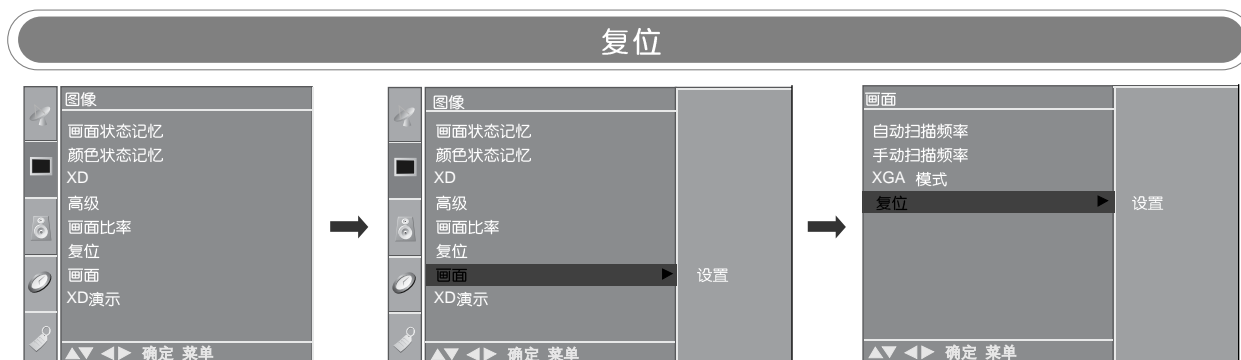 复位
图像
画面状态记忆
颜色状态记忆
XD
高级
画面比率
复位
画面
XD演示
▲▼ ◀▶ 确定 菜单
图像
画面状态记忆
颜色状态记忆
XD
高级
画面比率
复位
画面 ▶ 设置
XD演示
▲▼ ◀▶ 确定 菜单
画面
自动扫描频率
手动扫描频率
XGA 模式
复位 ▶ 设置
▲▼ ◀▶ 确定 菜单